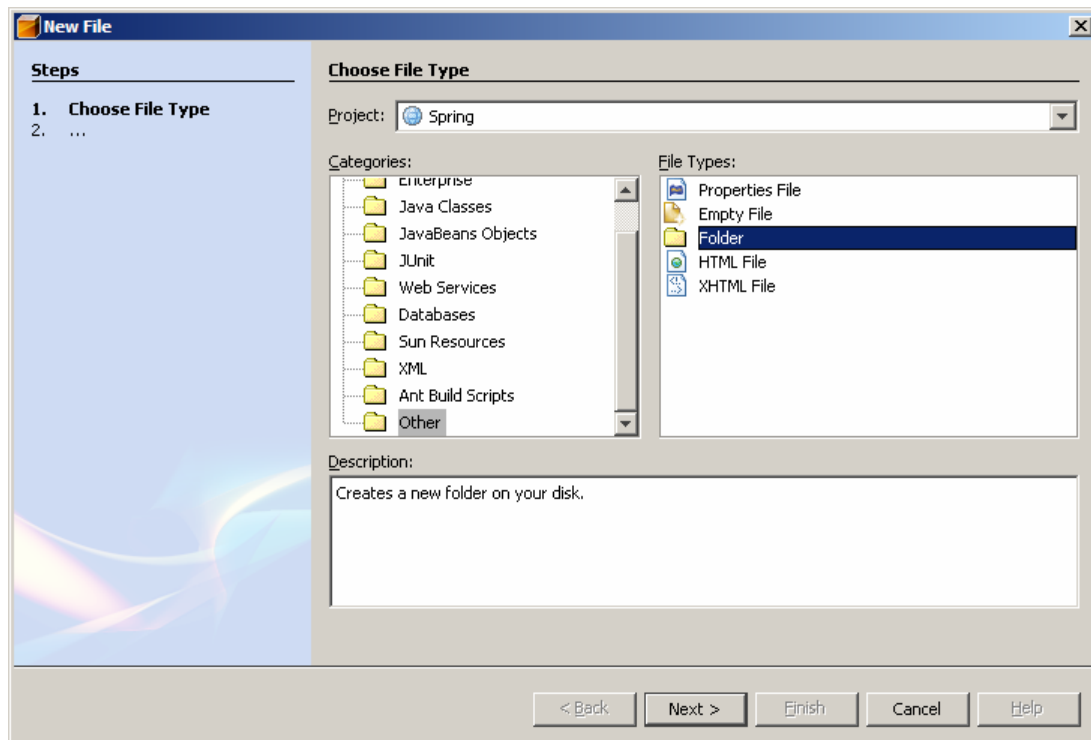 New File
Steps
1. Choose File Type
2. ...
Choose File Type
Project: Spring
Categories:
Enterprise
Java Classes
JavaBeans Objects
JUnit
Web Services
Databases
Sun Resources
XML
Ant Build Scripts
Other
File Types:
Properties File
Empty File
Folder
HTML File
XHTML File
Description:
Creates a new folder on your disk.
< Back Next > Finish Cancel Help